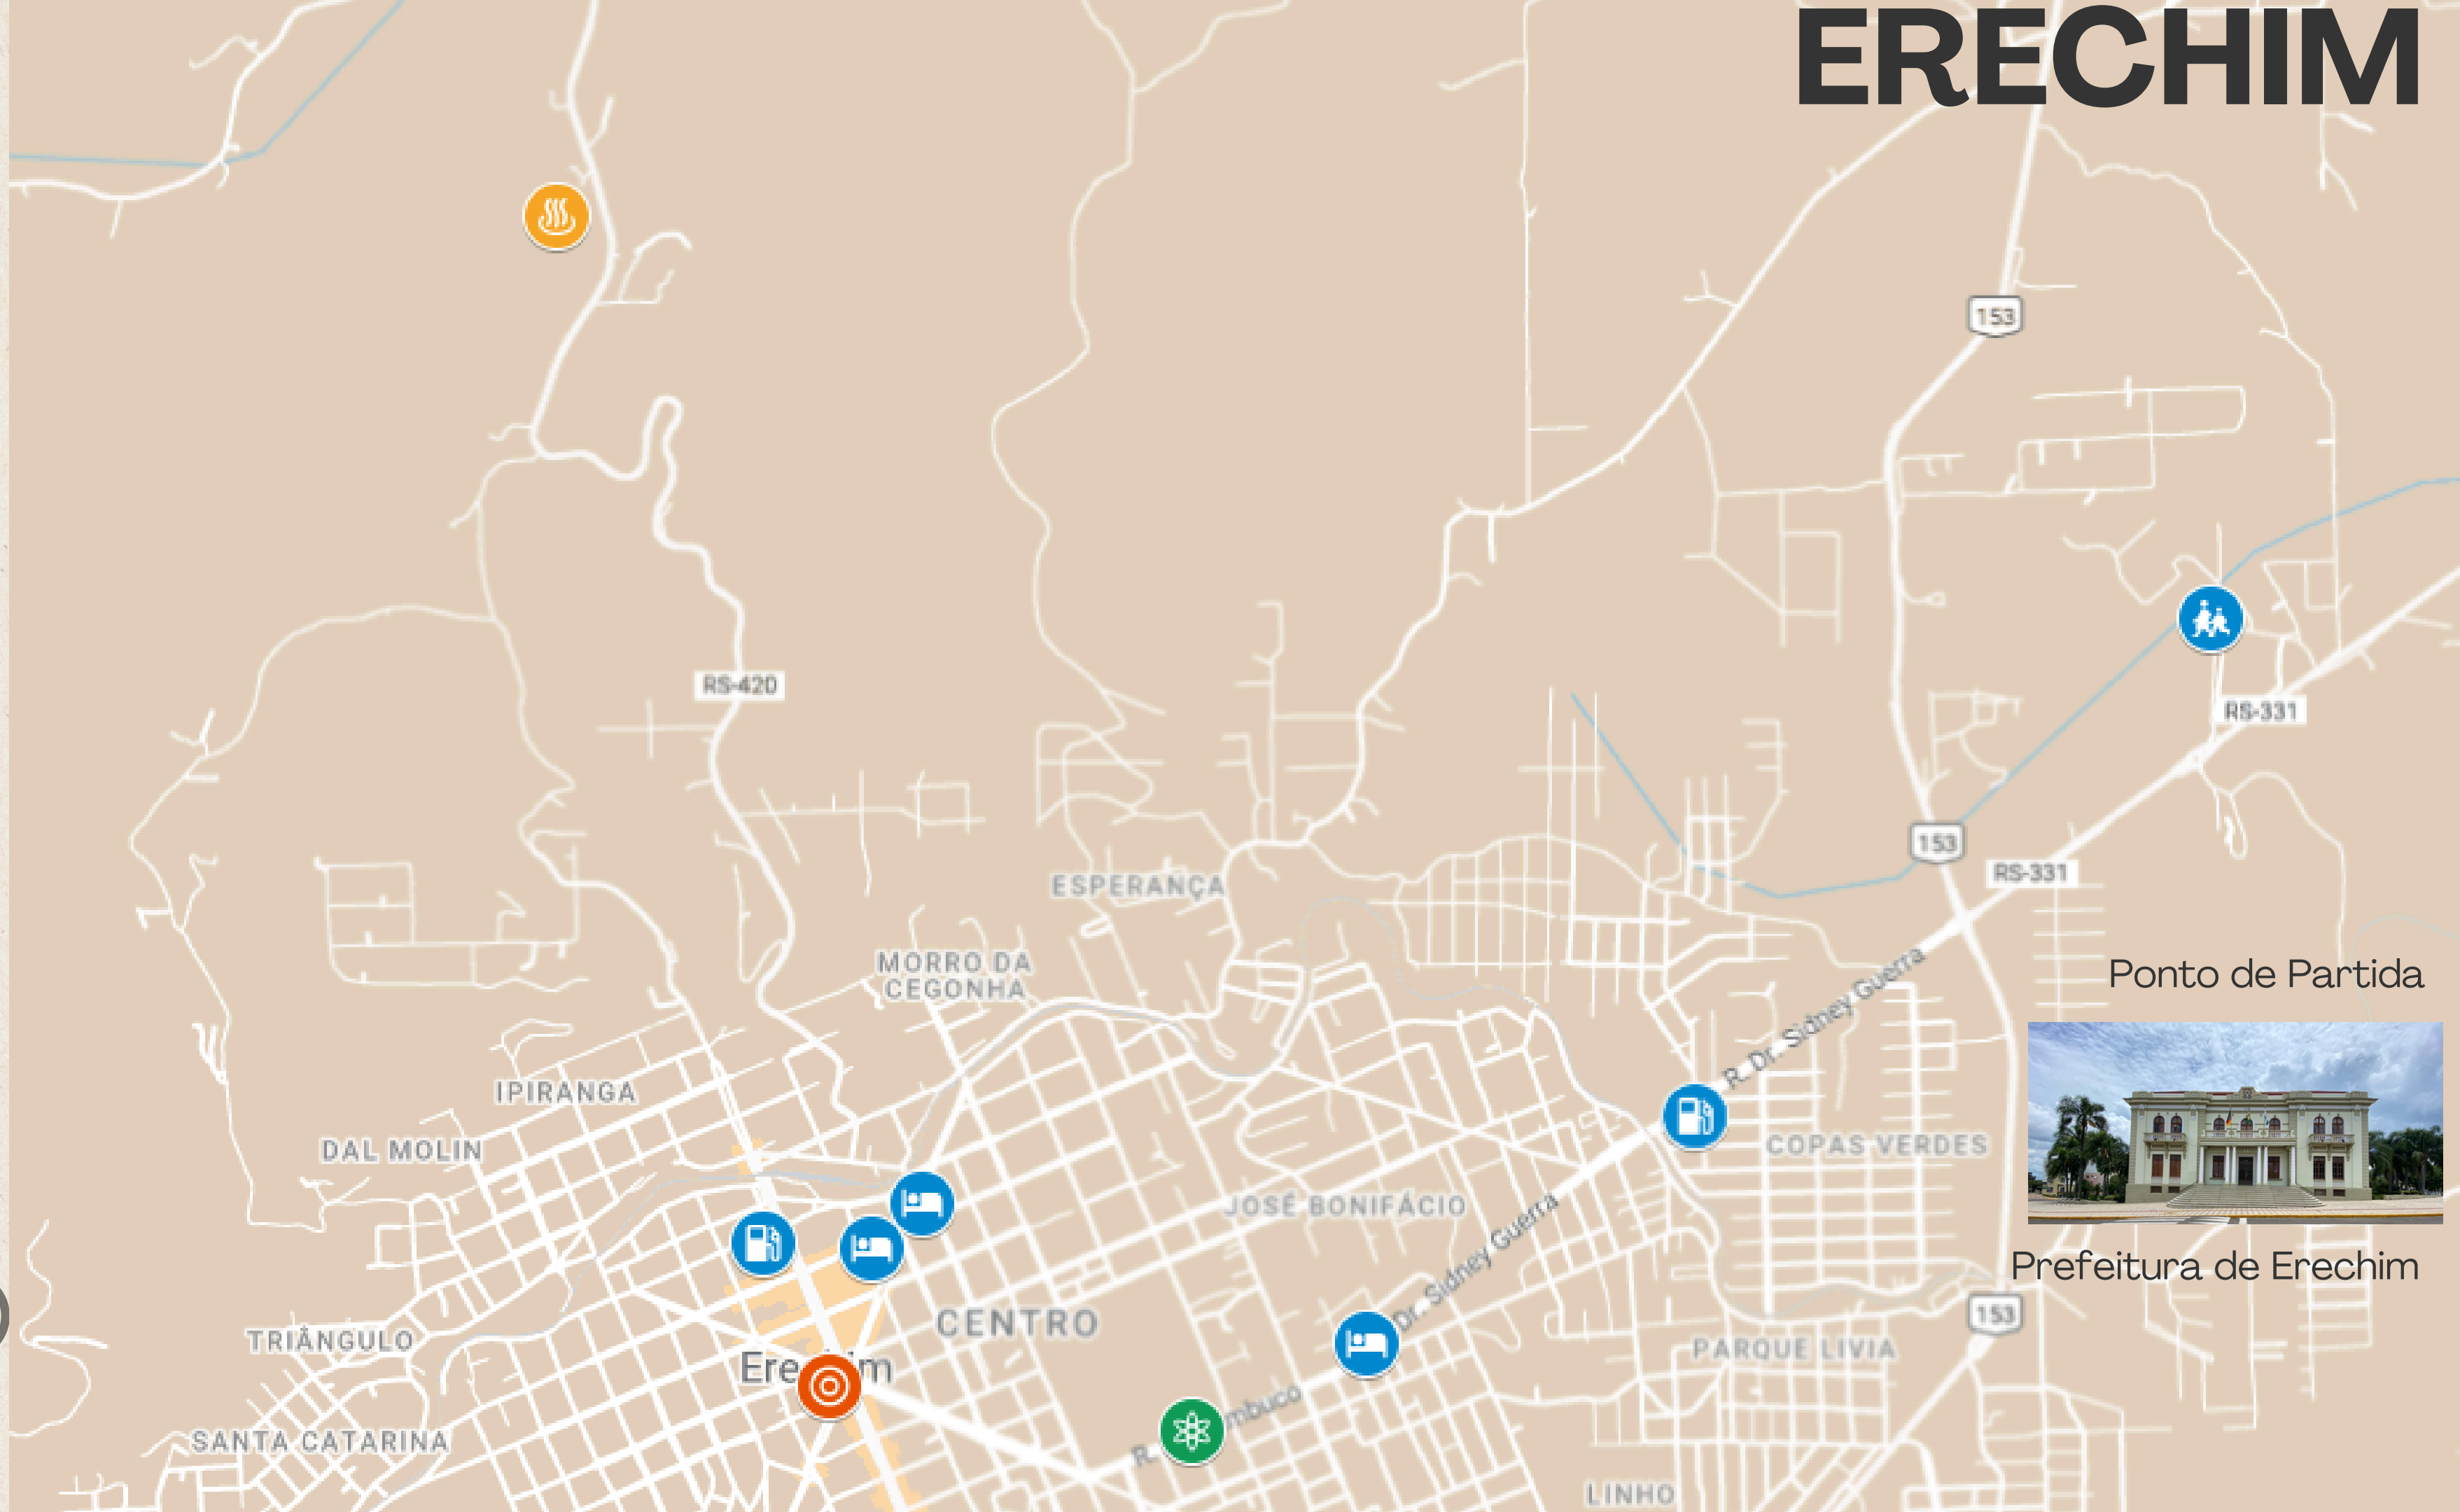 ERECHIM
153
RS-420
RS-331
153
RS-331
ESPERANÇA
MORRO DA
CEGONHA
R. Dr. Sidney Guerra
Ponto de Partida
IPIRANGA
DAL MOLIN
COPAS VERDES
JOSÉ BONIFÁCIO
Dr. Sidney Guerra
Prefeitura de Erechim
CENTRO
153
TRIÂNGULO
PARQUE LIVIA
SANTA CATARINA
R.
LINHO